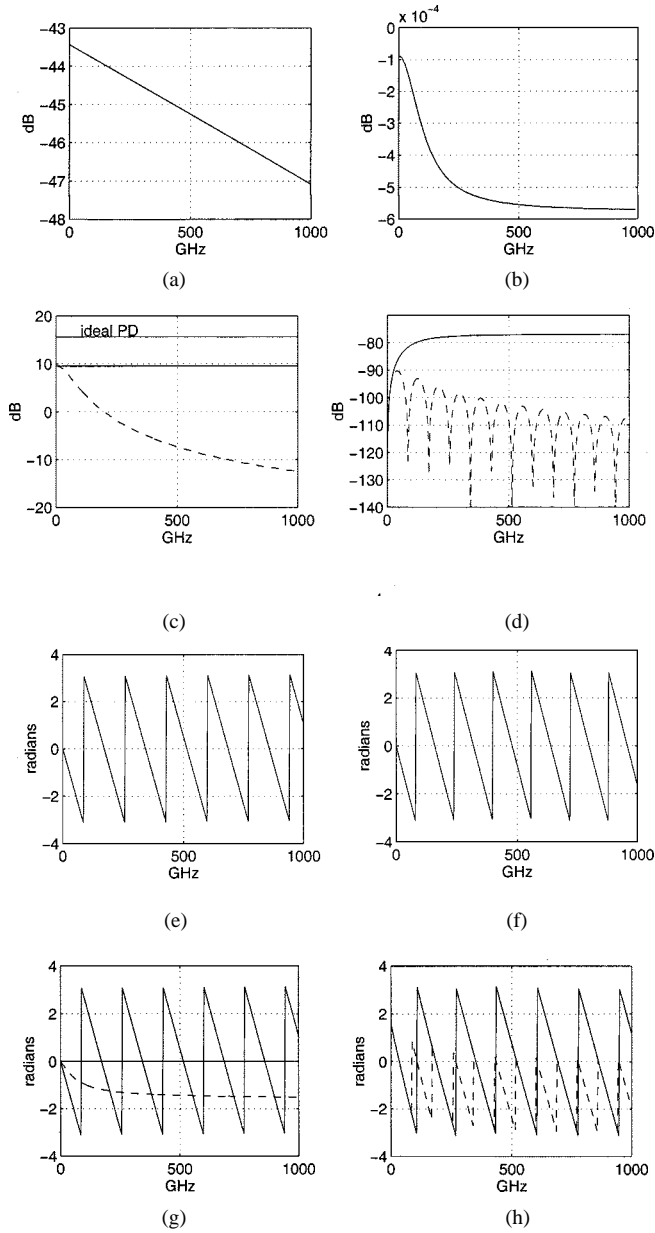 x 10⁻⁴
−43
−44
−45
−46
−47
−48
dB
0
500
1000
GHz
(a)
0
−1
−2
−3
−4
−5
−6
dB
0
500
1000
GHz
(b)
20
10
0
−10
−20
dB
ideal PD
0
500
1000
GHz
(c)
−80
−90
−100
−110
−120
−130
−140
dB
0
500
1000
GHz
(d)
4
2
0
−2
−4
radians
0
500
1000
GHz
(e)
4
2
0
−2
−4
radians
0
500
1000
GHz
(f)
4
2
0
−2
−4
radians
0
500
1000
GHz
(g)
4
2
0
−2
−4
radians
0
500
1000
GHz
(h)